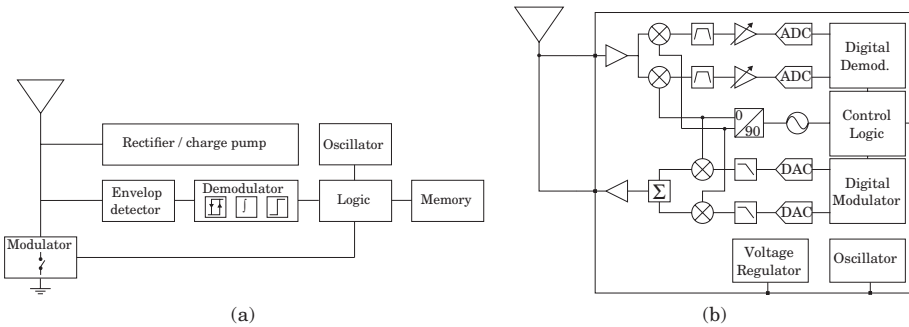 Rectifier / charge pump
Oscillator
Envelop
detector
Demodulator
∫
Logic
Memory
Modulator
(a)
ADC
Digital
Demod.
ADC
0
90
Control
Logic
Σ
DAC
Digital
Modulator
DAC
Voltage
Regulator
Oscillator
(b)